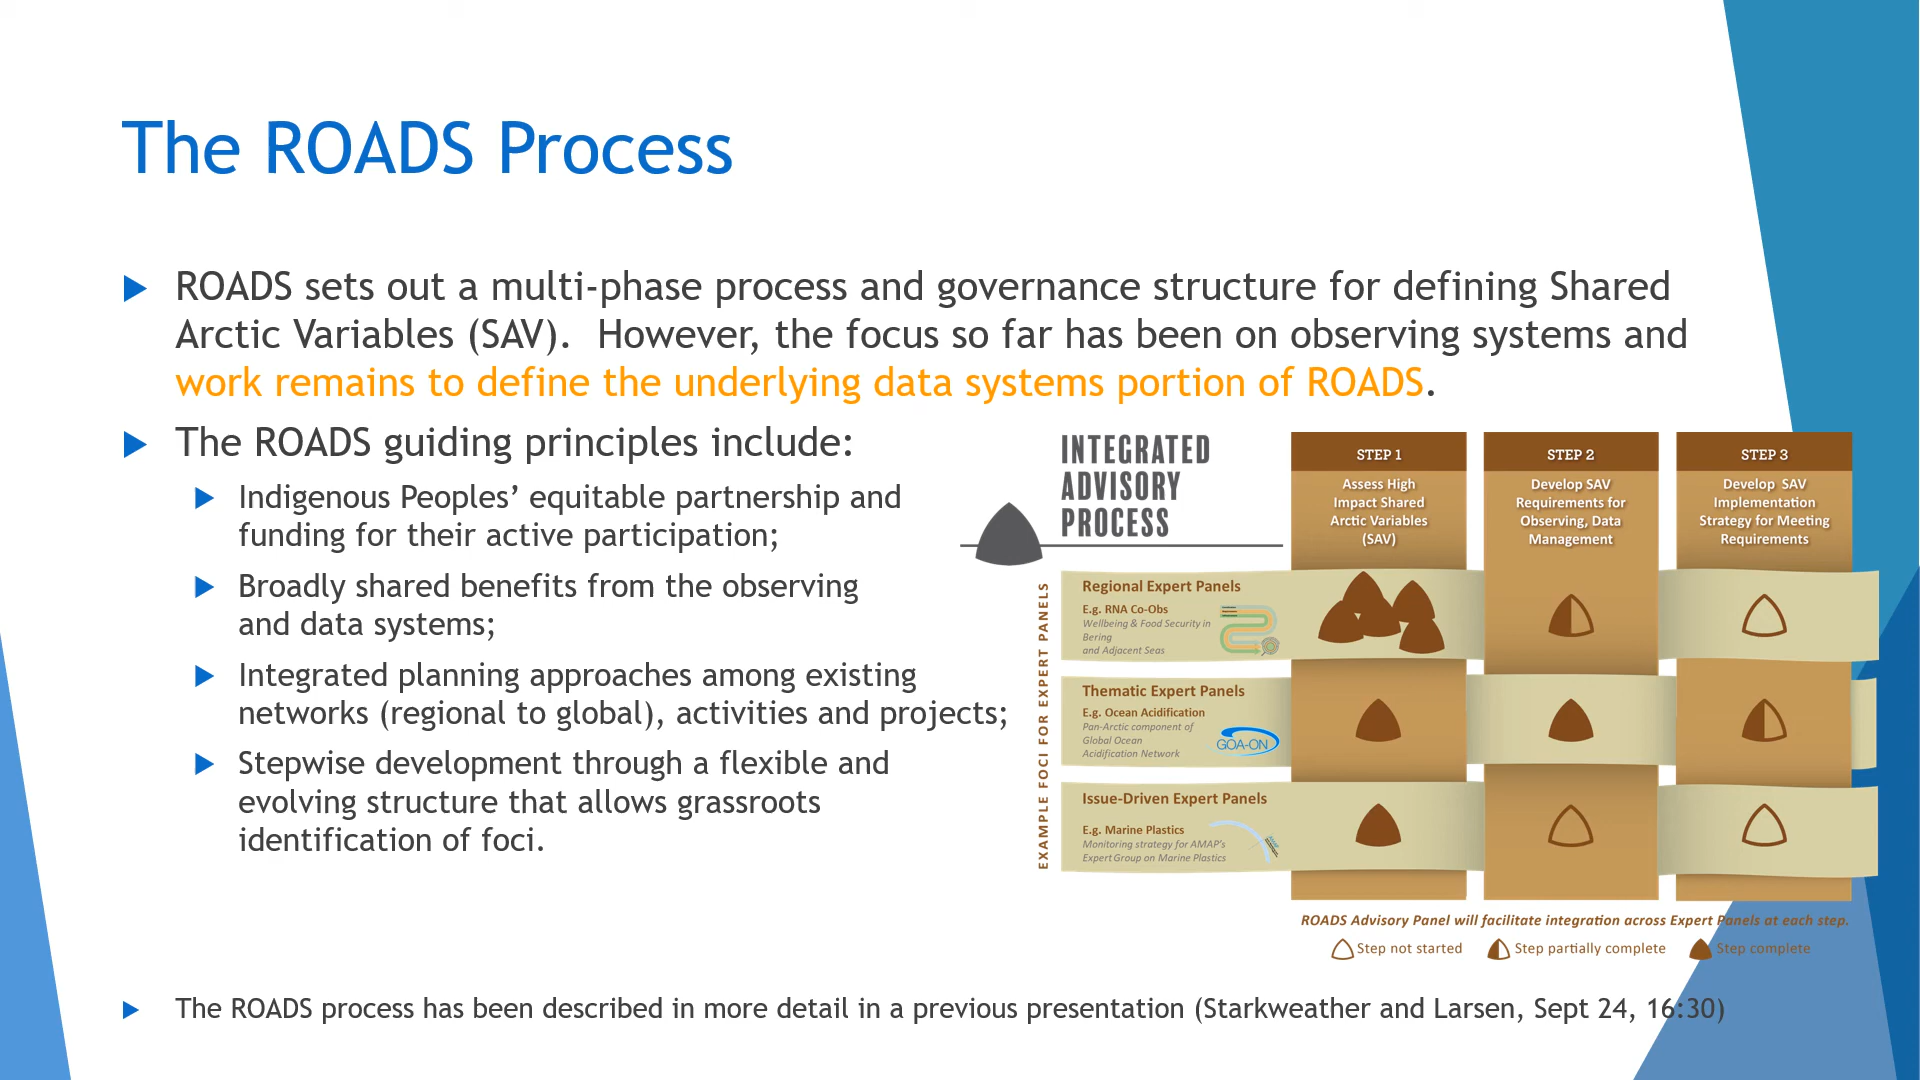 The ROADS Process
ROADS sets out a multi-phase process and governance structure for defining Shared
Arctic Variables (SAV).  However, the focus so far has been on observing systems and
work remains to define the underlying data systems portion of ROADS.
The ROADS guiding principles include:
Indigenous Peoples’ equitable partnership and
funding for their active participation;
Broadly shared benefits from the observing
and data systems;
Integrated planning approaches among existing
networks (regional to global), activities and projects;
Stepwise development through a flexible and
evolving structure that allows grassroots
identification of foci.
INTEGRATED
ADVISORY
PROCESS
STEP 1
Assess High
Impact Shared
Arctic Variables
(SAV)
STEP 2
Develop SAV
Requirements for
Observing, Data
Management
STEP 3
Develop  SAV
Implementation
Strategy for Meeting
Requirements
EXAMPLE FOCI FOR EXPERT PANELS
Regional Expert Panels
E.g. RNA Co-Obs
Wellbeing & Food Security in
Bering
and Adjacent Seas
Thematic Expert Panels
E.g. Ocean Acidification
Pan-Arctic component of
Global Ocean
Acidification Network
GOA-ON
Issue-Driven Expert Panels
E.g. Marine Plastics
Monitoring strategy for AMAP's
Expert Group on Marine Plastics
ROADS Advisory Panel will facilitate integration across Expert Panels at each step.
Step not started
Step partially complete
Step complete
The ROADS process has been described in more detail in a previous presentation (Starkweather and Larsen, Sept 24, 16:30)